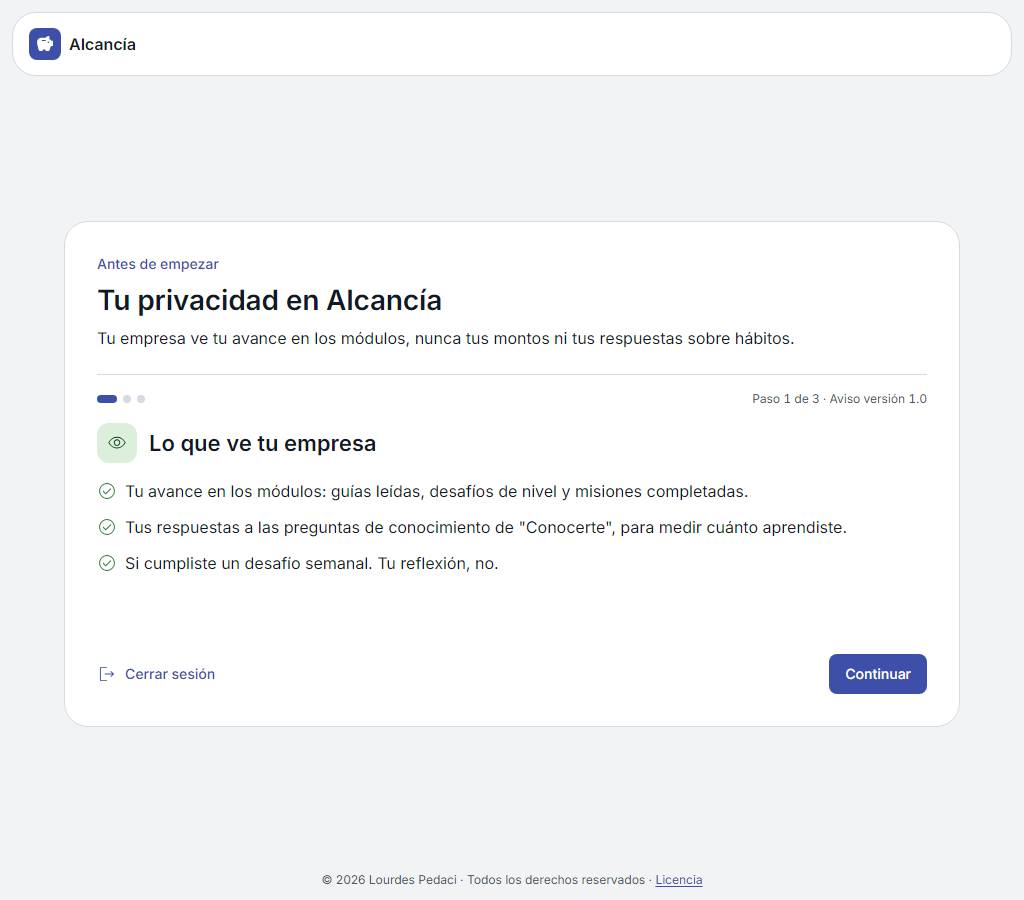 Alcancía
Antes de empezar
Tu privacidad en Alcancía
Tu empresa ve tu avance en los módulos, nunca tus montos ni tus respuestas sobre hábitos.
Paso 1 de 3 · Aviso versión 1.0
Lo que ve tu empresa
Tu avance en los módulos: guías leídas, desafíos de nivel y misiones completadas.
Tus respuestas a las preguntas de conocimiento de "Conocerte", para medir cuánto aprendiste.
Si cumpliste un desafío semanal. Tu reflexión, no.
Cerrar sesión
Continuar
© 2026 Lourdes Pedaci · Todos los derechos reservados · Licencia